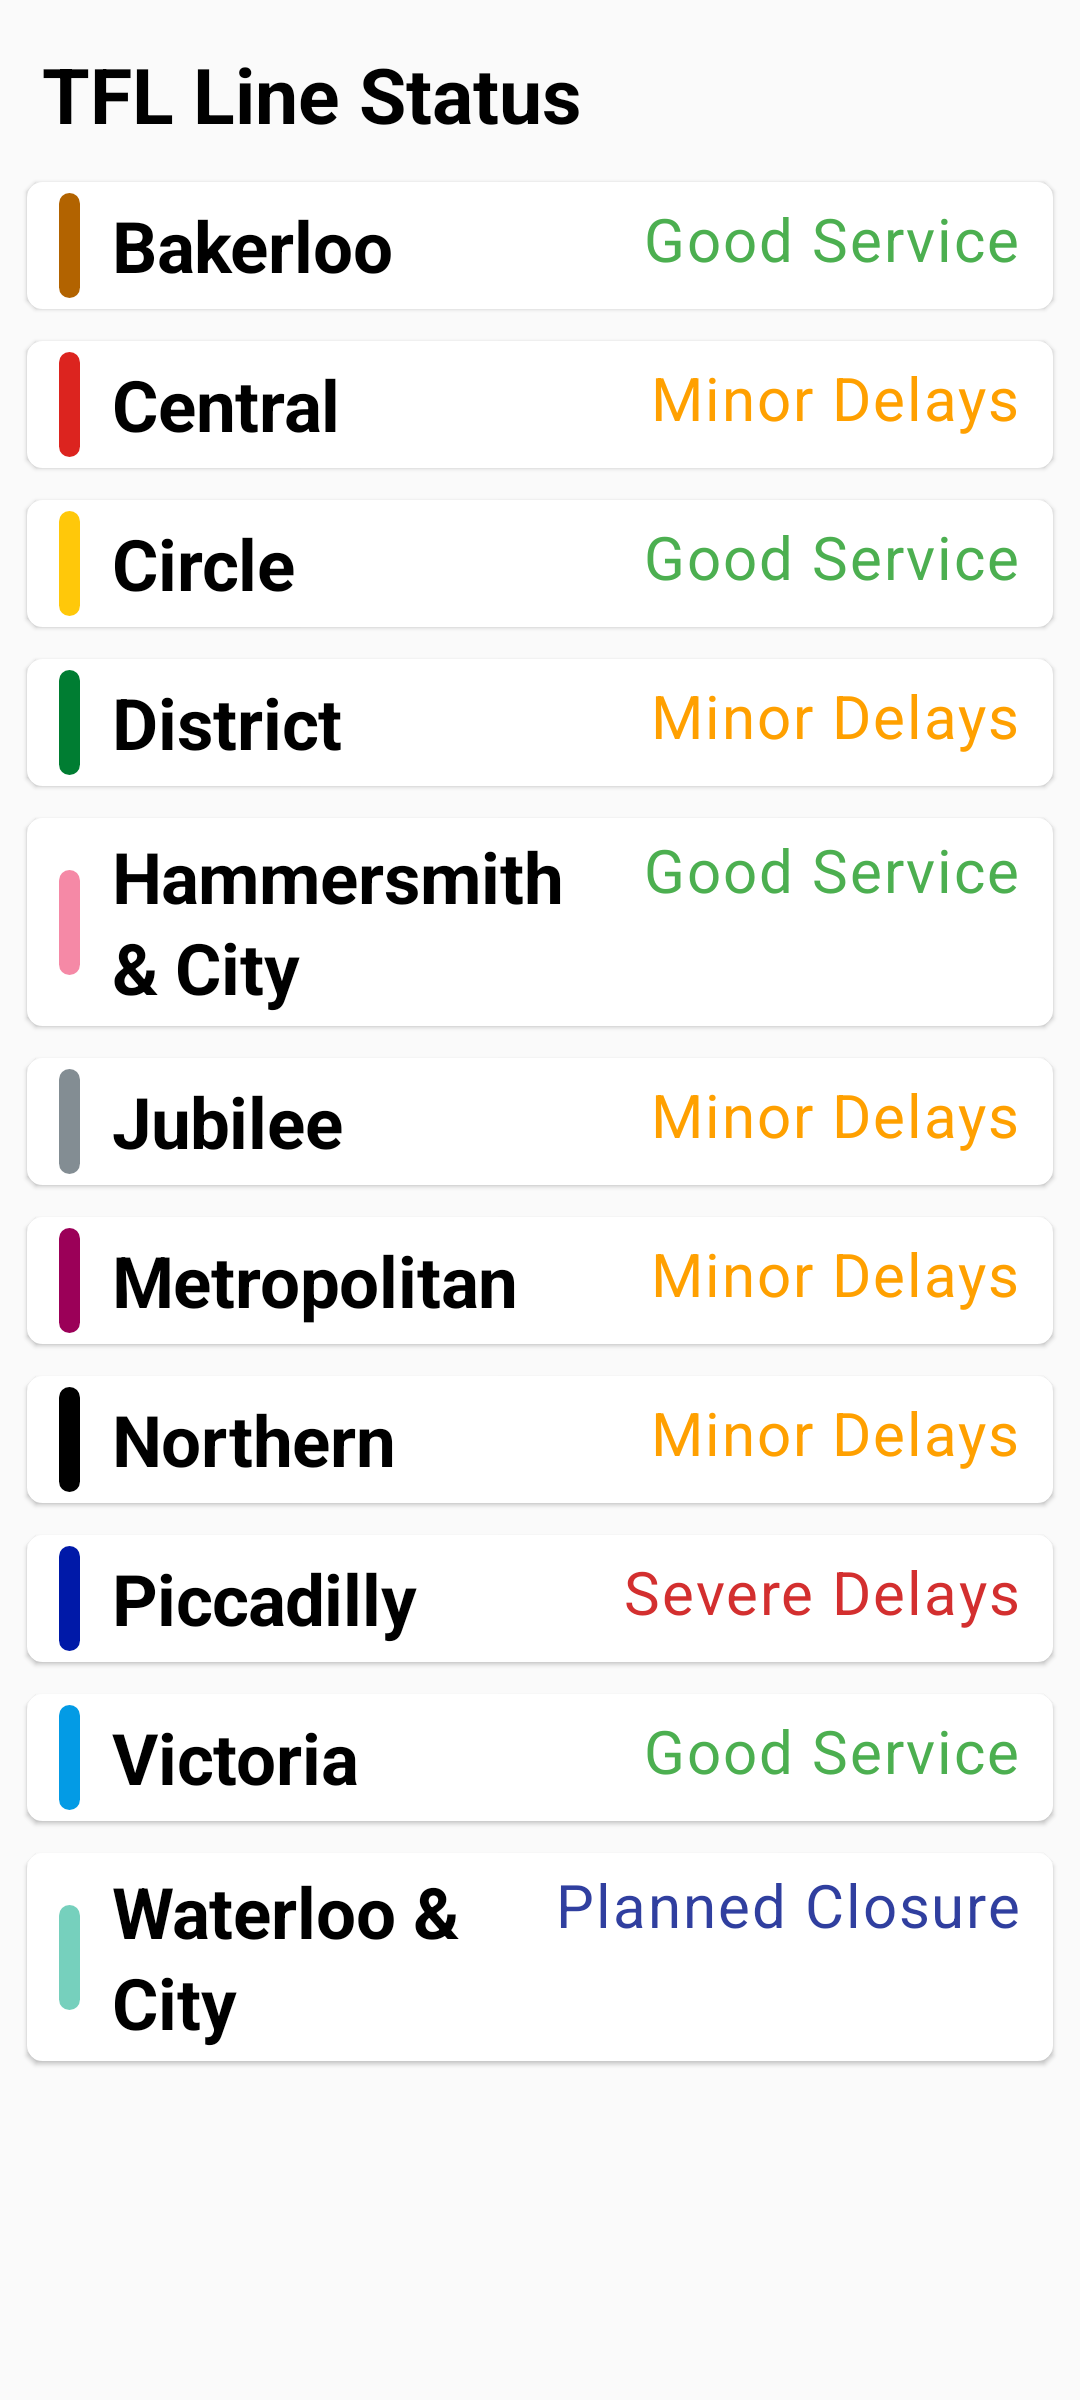 TFL Line Status
Bakerloo Good Service
Central Minor Delays
Circle Good Service
District Minor Delays
Hammersmith Good Service
& City
Jubilee Minor Delays
Metropolitan Minor Delays
Northern Minor Delays
Piccadilly Severe Delays
Victoria Good Service
Waterloo & Planned Closure
City